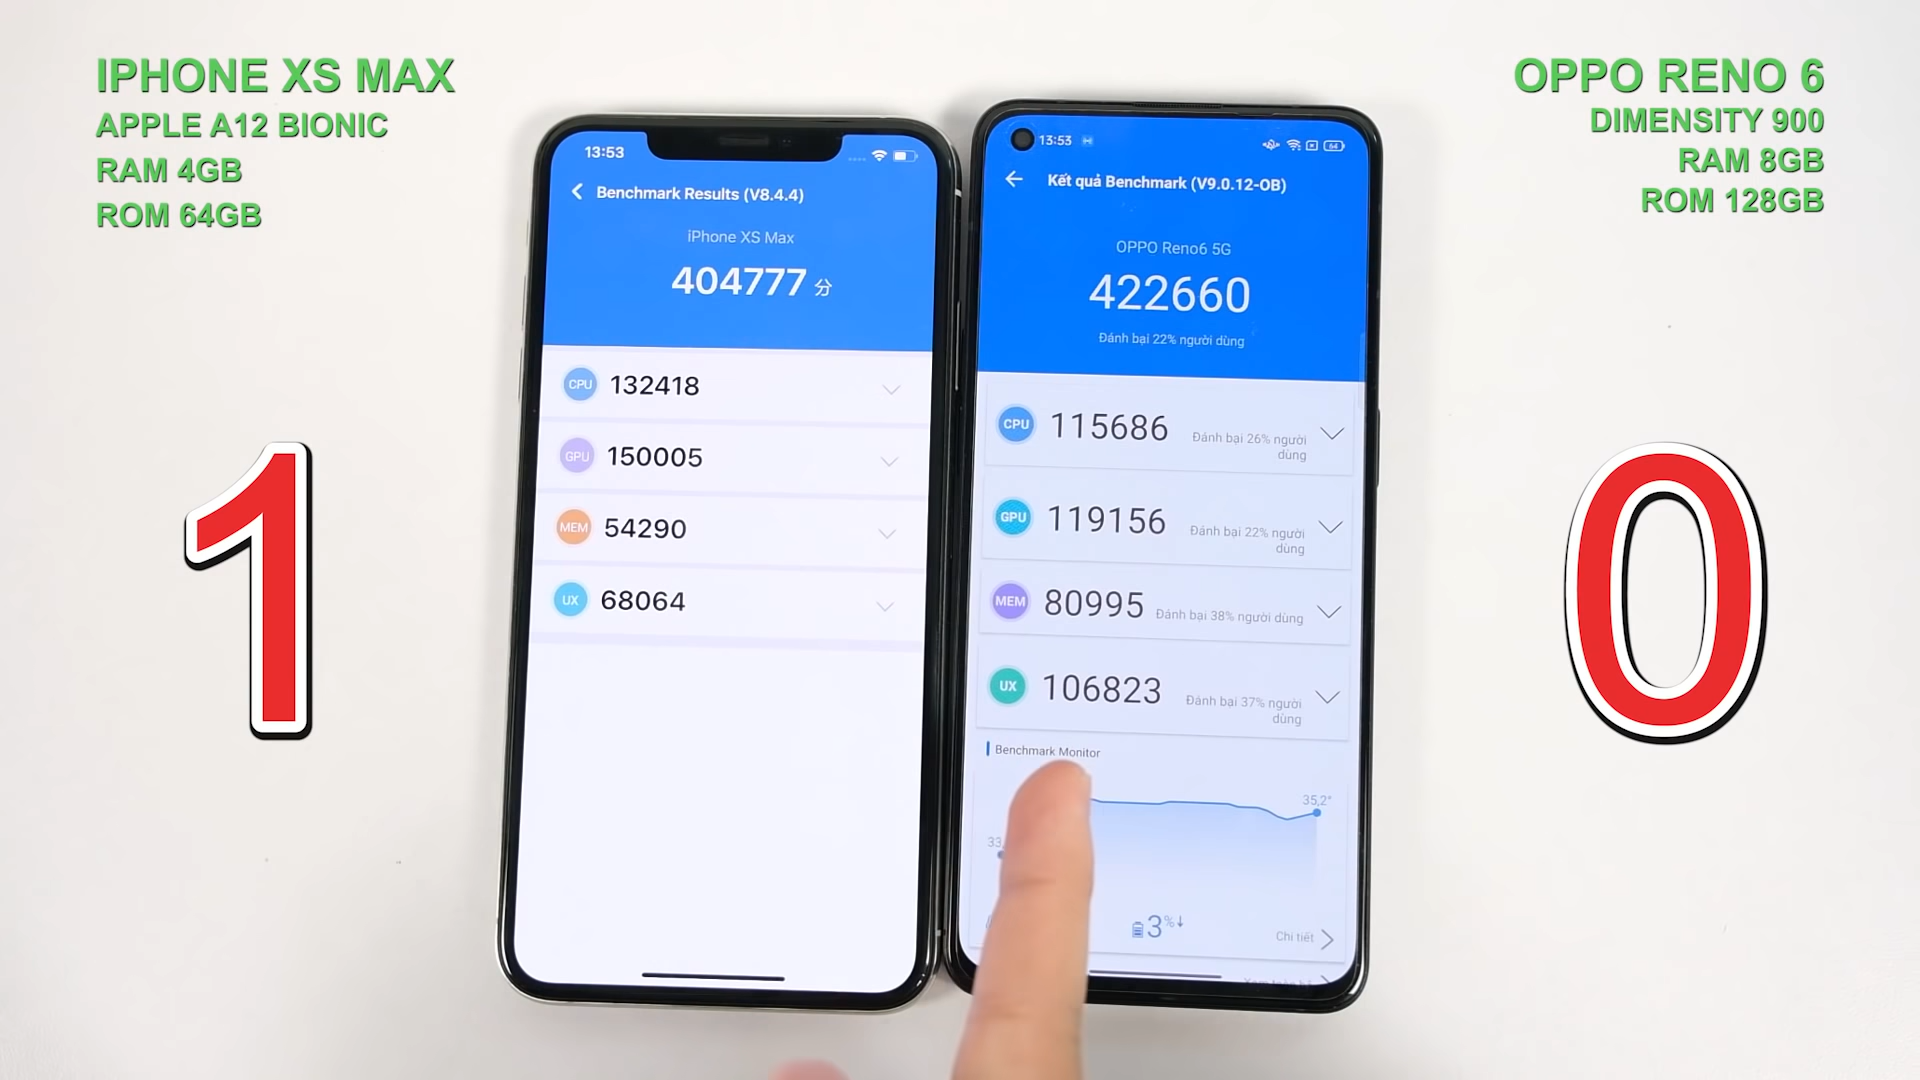 IPHONE XS MAX
APPLE A12 BIONIC
RAM 4GB
ROM 64GB
OPPO RENO 6
DIMENSITY 900
RAM 8GB
ROM 128GB
1
0
13:53
Benchmark Results (V8.4.4)
iPhone XS Max
404777 分
CPU 132418
GPU 150005
MEM 54290
UX 68064
13:53
64
Kết quả Benchmark (V9.0.12-OB)
OPPO Reno6 5G
422660
Đánh bại 22% người dùng
CPU 115686 Đánh bại 26% người
dùng
GPU 119156 Đánh bại 22% người
dùng
MEM 80995 Đánh bại 38% người dùng
UX 106823 Đánh bại 37% người
dùng
Benchmark Monitor
35,2°
33,
3%
Chi tiết